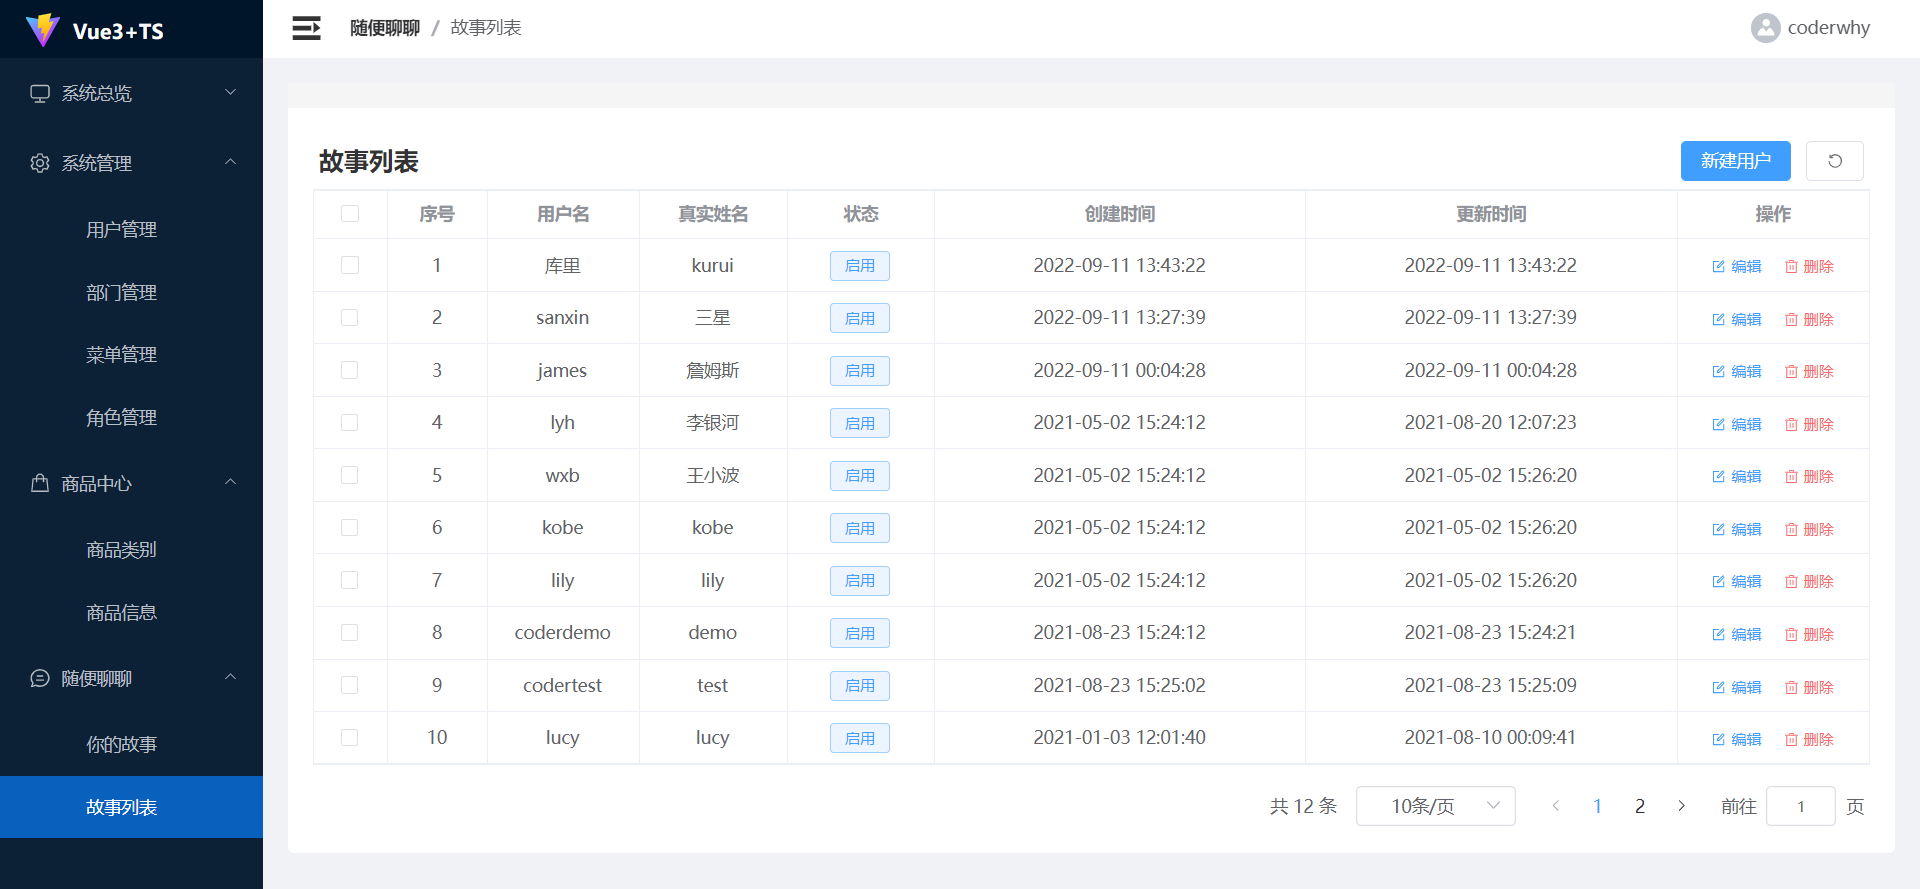 Vue3+TS
系统总览
系统管理
用户管理
部门管理
菜单管理
角色管理
商品中心
商品类别
商品信息
随便聊聊
你的故事
故事列表
随便聊聊 / 故事列表
coderwhy
故事列表
新建用户
序号 用户名 真实姓名 状态 创建时间 更新时间 操作
1 库里 kurui 启用 2022-09-11 13:43:22 2022-09-11 13:43:22 编辑 删除
2 sanxin 三星 启用 2022-09-11 13:27:39 2022-09-11 13:27:39 编辑 删除
3 james 詹姆斯 启用 2022-09-11 00:04:28 2022-09-11 00:04:28 编辑 删除
4 lyh 李银河 启用 2021-05-02 15:24:12 2021-08-20 12:07:23 编辑 删除
5 wxb 王小波 启用 2021-05-02 15:24:12 2021-05-02 15:26:20 编辑 删除
6 kobe kobe 启用 2021-05-02 15:24:12 2021-05-02 15:26:20 编辑 删除
7 lily lily 启用 2021-05-02 15:24:12 2021-05-02 15:26:20 编辑 删除
8 coderdemo demo 启用 2021-08-23 15:24:12 2021-08-23 15:24:21 编辑 删除
9 codertest test 启用 2021-08-23 15:25:02 2021-08-23 15:25:09 编辑 删除
10 lucy lucy 启用 2021-01-03 12:01:40 2021-08-10 00:09:41 编辑 删除
共 12 条 10条/页 1 2 前往 1 页